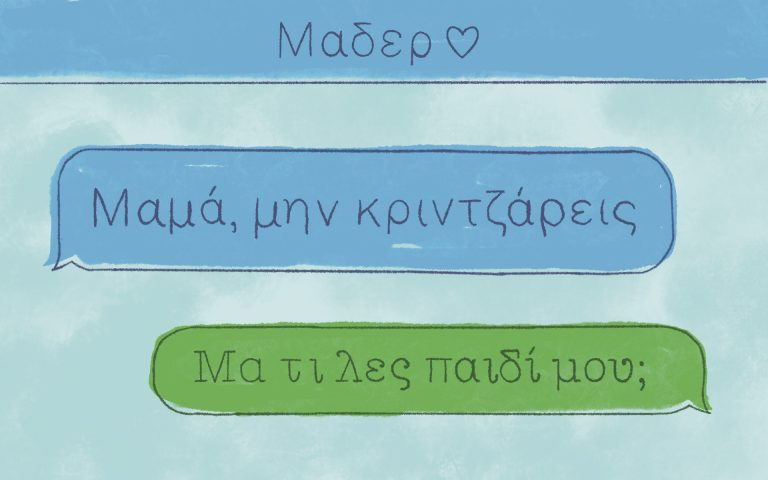 Μαδερ ♡
Μαμά, μην κριντζάρεις
Μα τι λες παιδί μου;